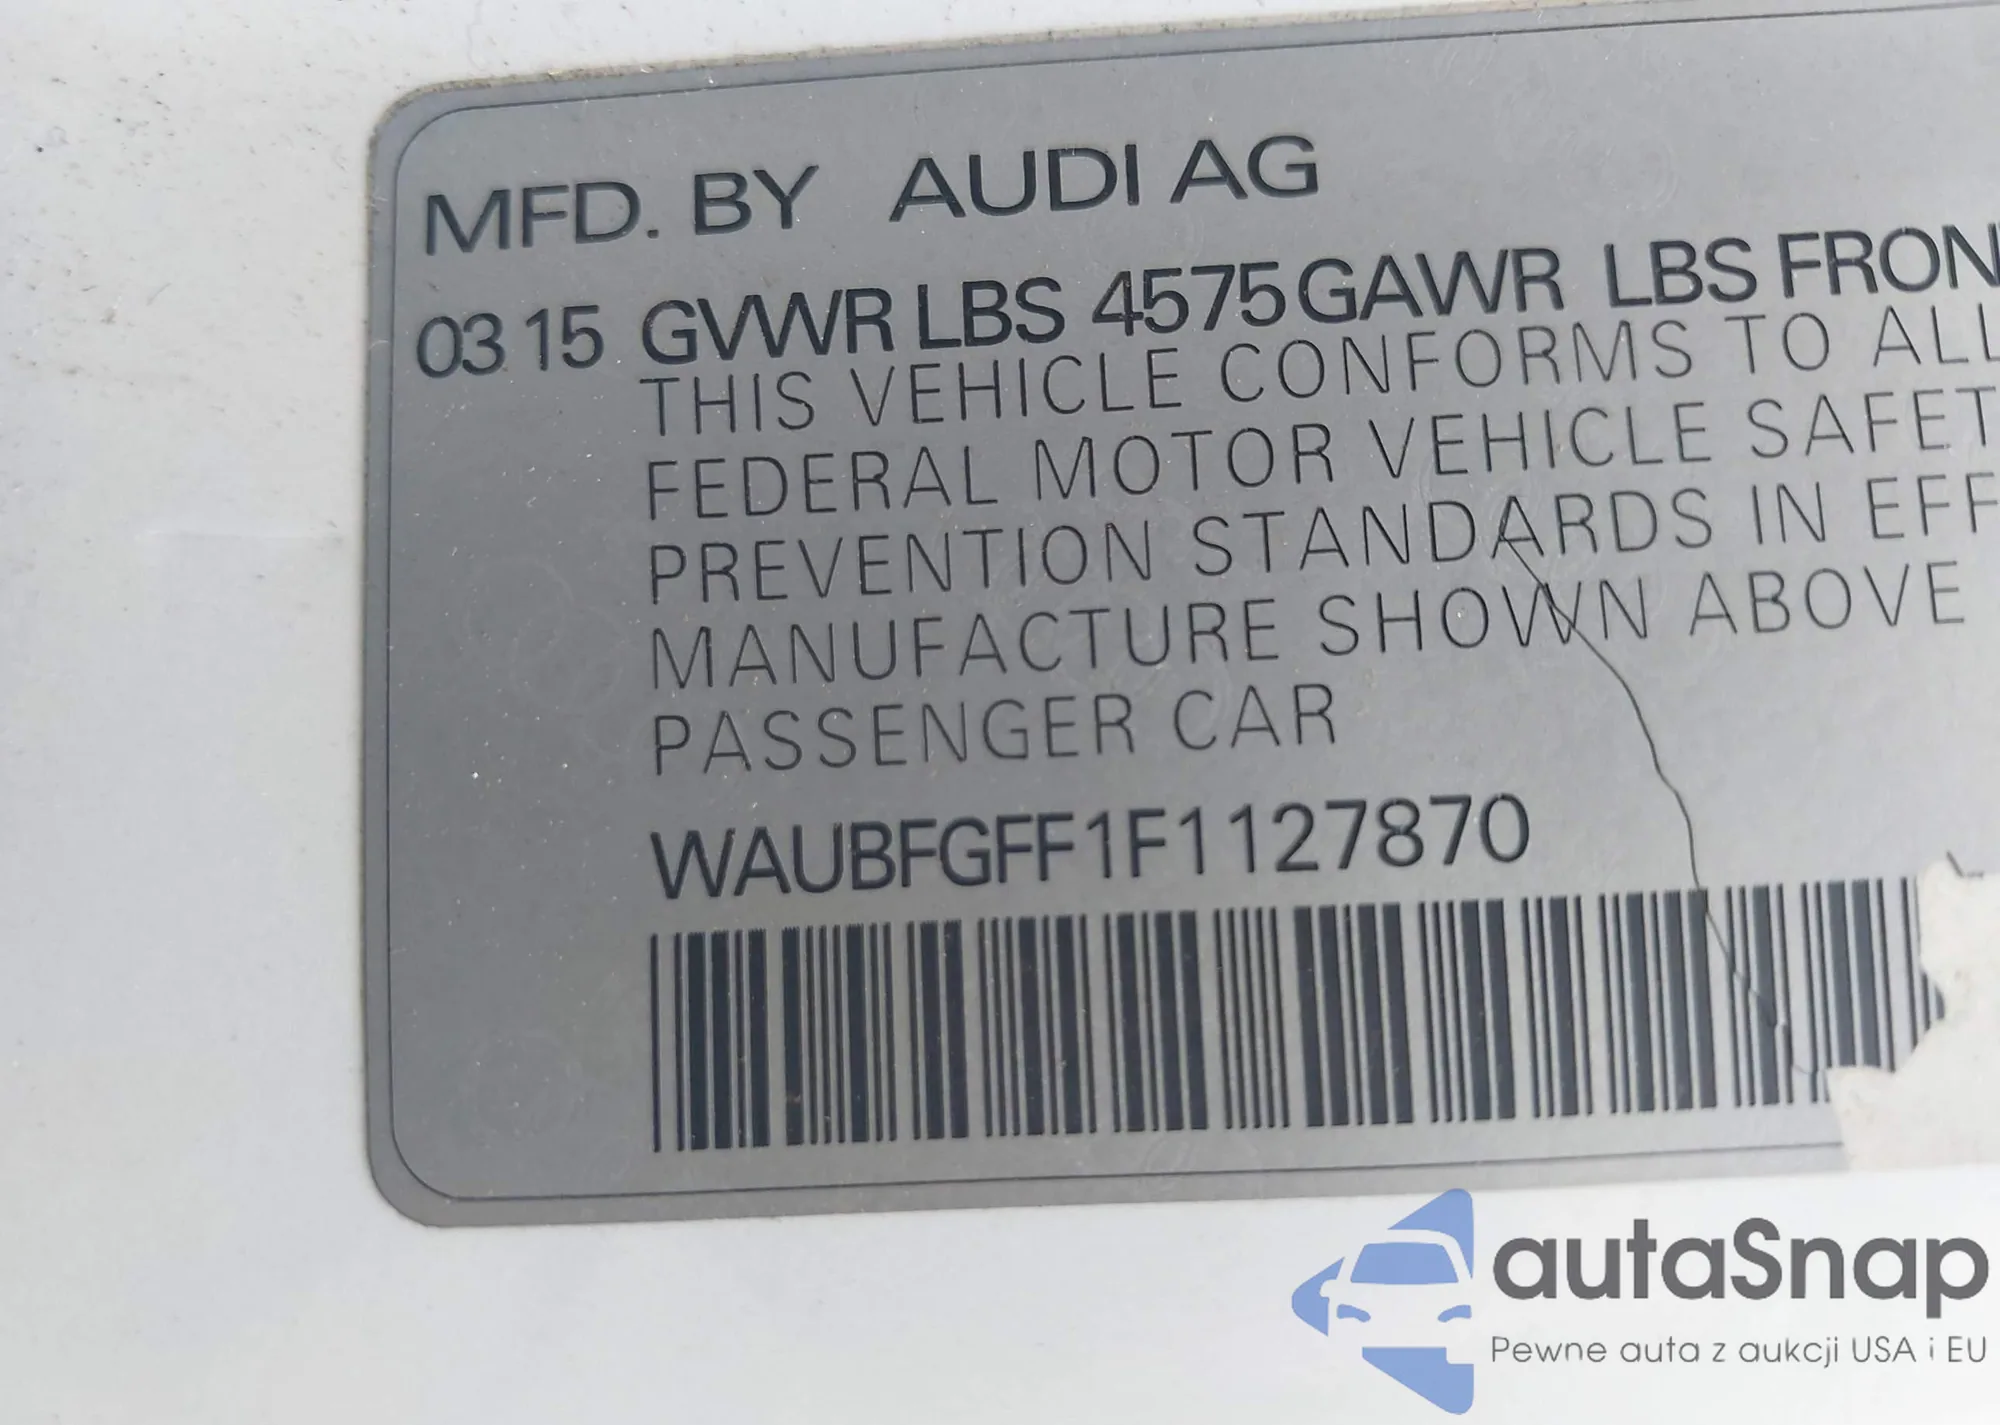 MFD. BY AUDI AG
03 15 GVWR LBS 4575 GAWR LBS FRON
THIS VEHICLE CONFORMS TO ALL
FEDERAL MOTOR VEHICLE SAFET
PREVENTION STANDARDS IN EFF
MANUFACTURE SHOWN ABOVE
PASSENGER CAR
WAUBFGFF1F1127870
autaSnap
Pewne auta z aukcji USA i EU